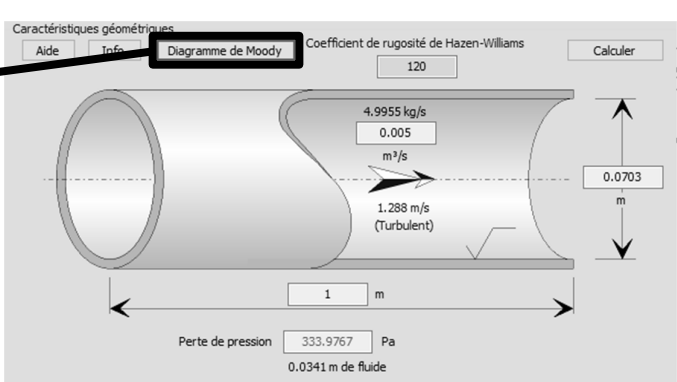 Caractéristiques géométriques
Aide Info Diagramme de Moody Coefficient de rugosité de Hazen-Williams Calculer
120
4.9955 kg/s
0.005
m³/s
0.0703
m
1.288 m/s
(Turbulent)
1 m
Perte de pression 333.9767 Pa
0.0341 m de fluide